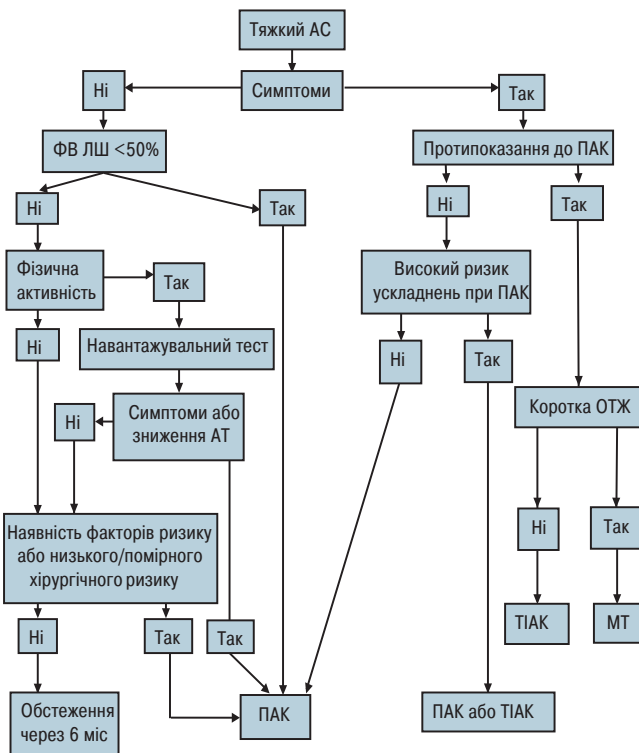 Тяжкий АС
Ні
Симптоми
Так
ФВ ЛШ <50%
Протипоказання до ПАК
Ні
Так
Ні
Так
Фізична
активність
Так
Високий ризик
ускладнень при ПАК
Ні
Навантажувальний тест
Ні
Так
Ні
Симптоми або
зниження АТ
Коротка ОТЖ
Наявність факторів ризику
або низького/помірного
хірургічного ризику
Ні
Так
Ні
Так
Так
ТІАК
МТ
Обстеження
через 6 міс
ПАК
ПАК або ТІАК